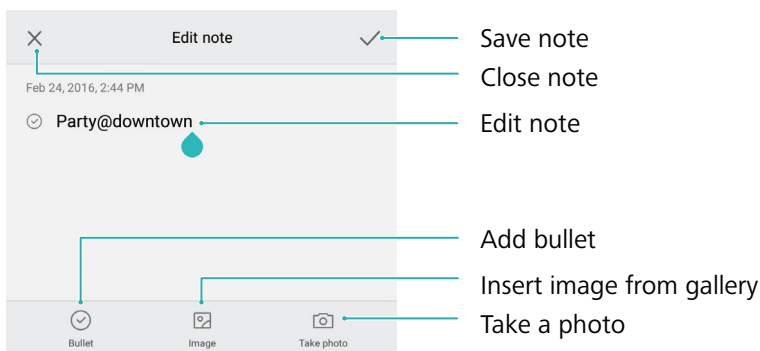 Edit note
Save note
Close note
Feb 24, 2016, 2:44 PM
Party@downtown
Edit note
Add bullet
Insert image from gallery
Take a photo
Bullet
Image
Take photo